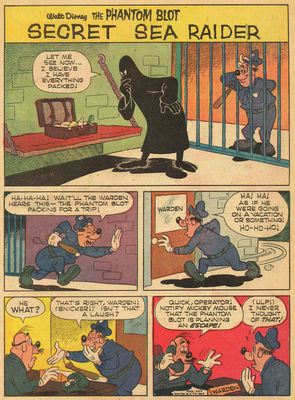 Walt Disney THE PHANTOM BLOT
SECRET SEA RAIDER
LET ME
SEE NOW...
I BELIEVE
I HAVE
EVERYTHING
PACKED!
HA-HA-HA! WAIT'LL THE WARDEN
HEARS THIS—THE PHANTOM BLOT
PACKING FOR A TRIP!
WARDEN
HA! HA!
AS IF HE
WERE GOING
ON A VACATION
OR SOMETHING!
HO-HO-HO!
HE
WHAT?
THAT'S RIGHT, WARDEN!
(SNICKER!) ISN'T THAT
A LAUGH?
QUICK, OPERATOR!
NOTIFY MICKEY MOUSE
THAT THE PHANTOM BLOT
IS PLANNING
AN ESCAPE!
(ULP!)
I NEVER
THOUGHT
OF THAT!
WARDEN